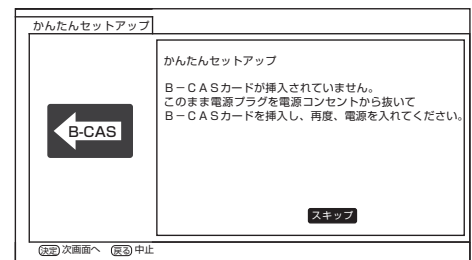 かんたんセットアップ
かんたんセットアップ
B－CASカードが挿入されていません。
このまま電源プラグを電源コンセントから抜いて
B－CASカードを挿入し、再度、電源を入れてください。
B-CAS
スキップ
決定 次画面へ 戻る 中止